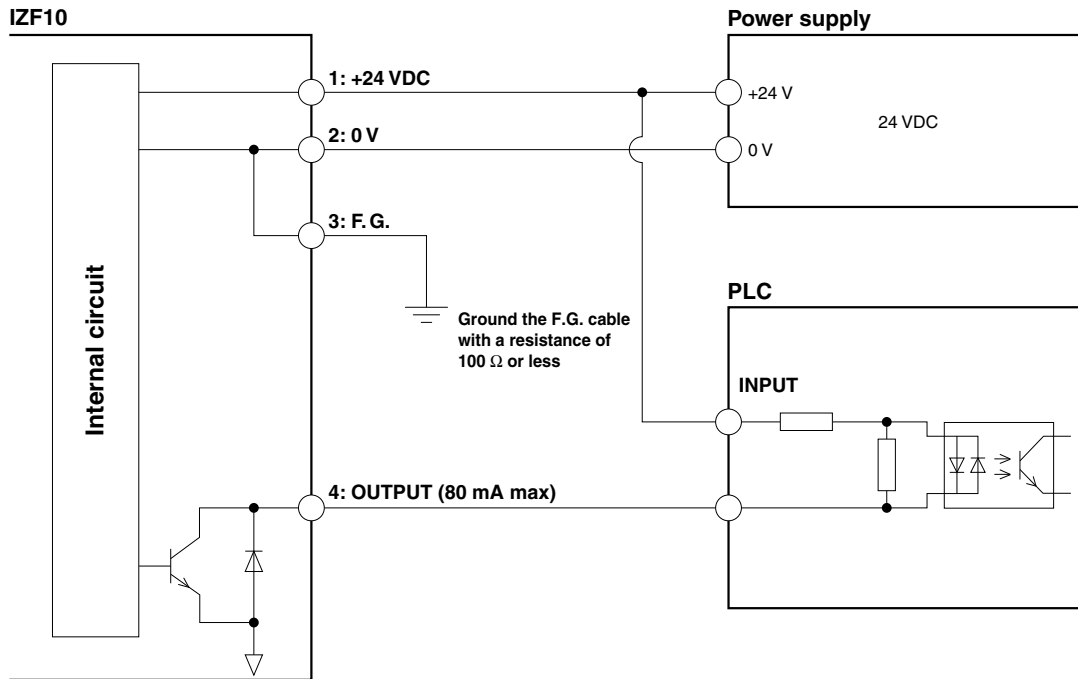 IZF10
Power supply
1: +24 VDC
+24 V
24 VDC
2: 0 V
0 V
3: F.G.
Internal circuit
Ground the F.G. cable
with a resistance of
100 Ω or less
PLC
INPUT
4: OUTPUT (80 mA max)